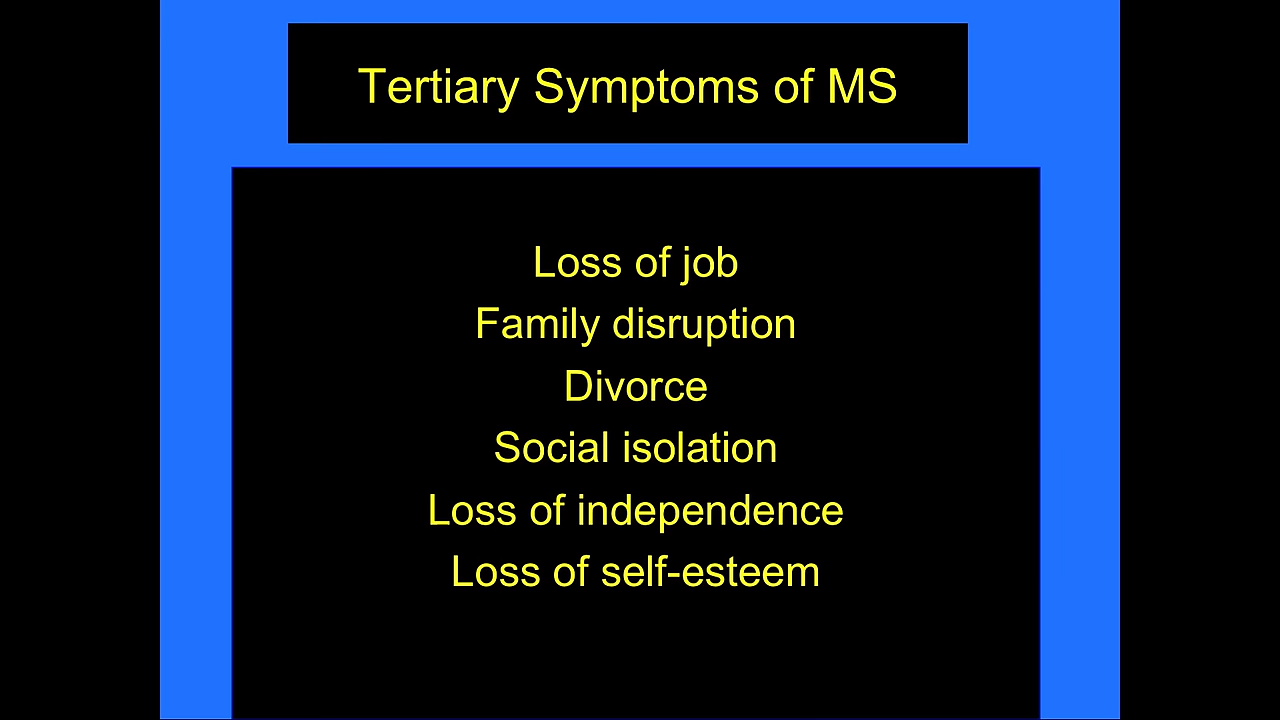 Tertiary Symptoms of MS
Loss of job
Family disruption
Divorce
Social isolation
Loss of independence
Loss of self-esteem